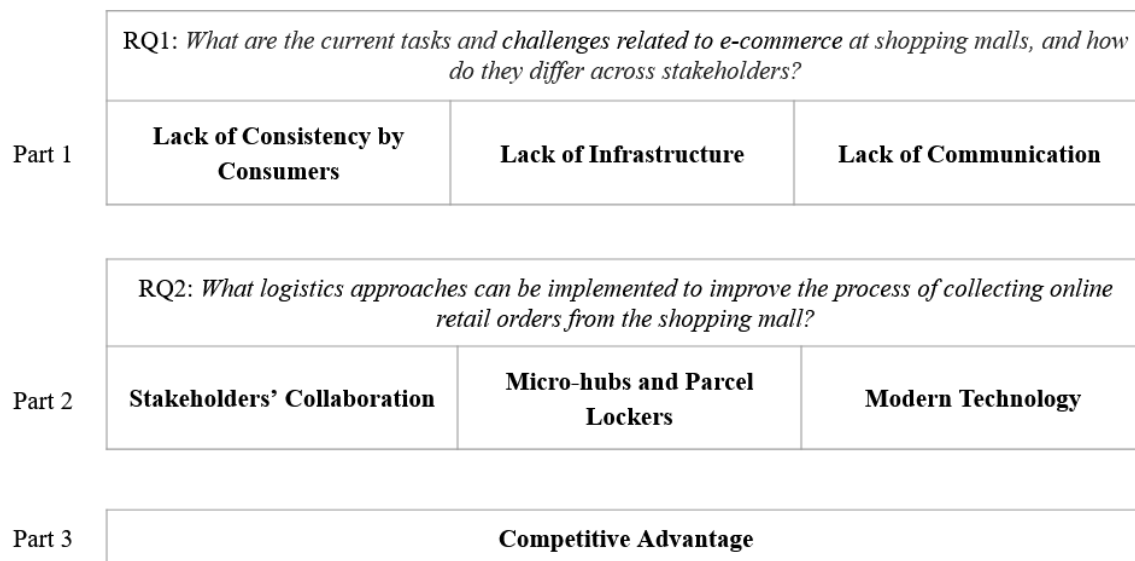 RQ1: What are the current tasks and challenges related to e-commerce at shopping malls, and how
do they differ across stakeholders?
Part 1
Lack of Consistency by
Consumers
Lack of Infrastructure
Lack of Communication
RQ2: What logistics approaches can be implemented to improve the process of collecting online
retail orders from the shopping mall?
Part 2
Stakeholders’ Collaboration
Micro-hubs and Parcel
Lockers
Modern Technology
Part 3
Competitive Advantage